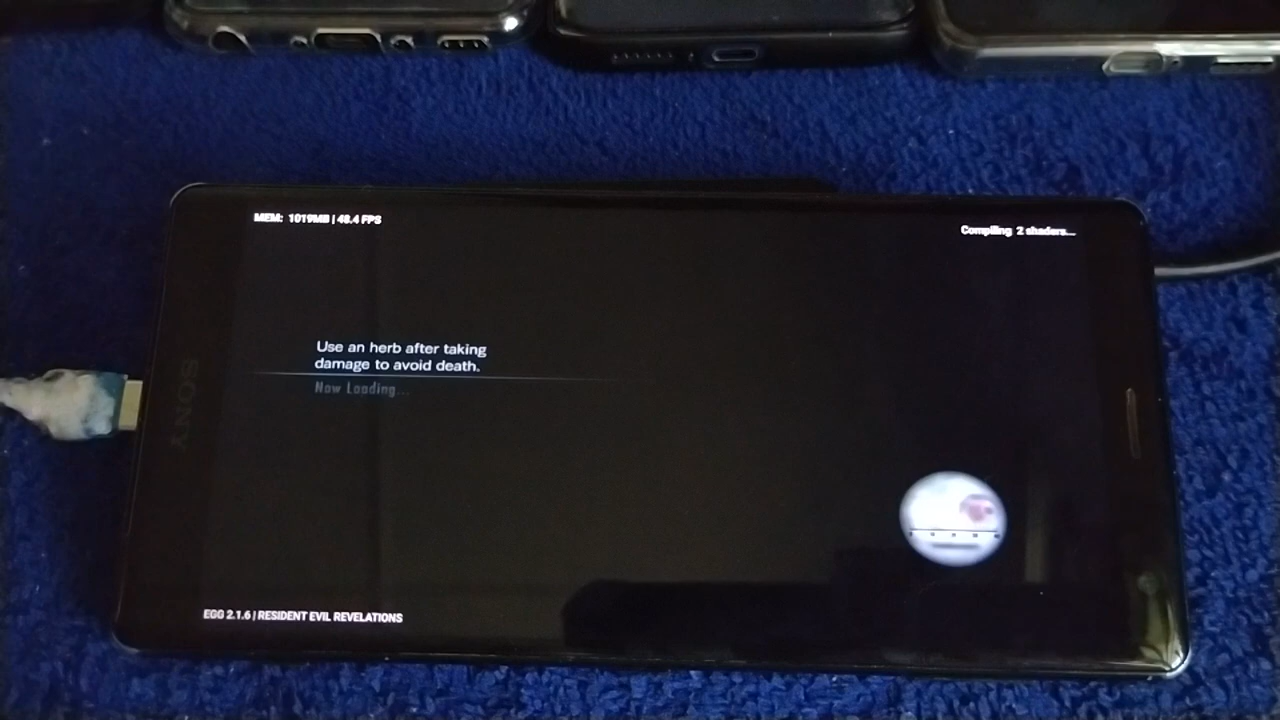 MEM: 1019MB | 48.4 FPS
Compiling 2 shaders...
Use an herb after taking
damage to avoid death.
Now Loading...
SONY
EGG 2.1.6 | RESIDENT EVIL REVELATIONS